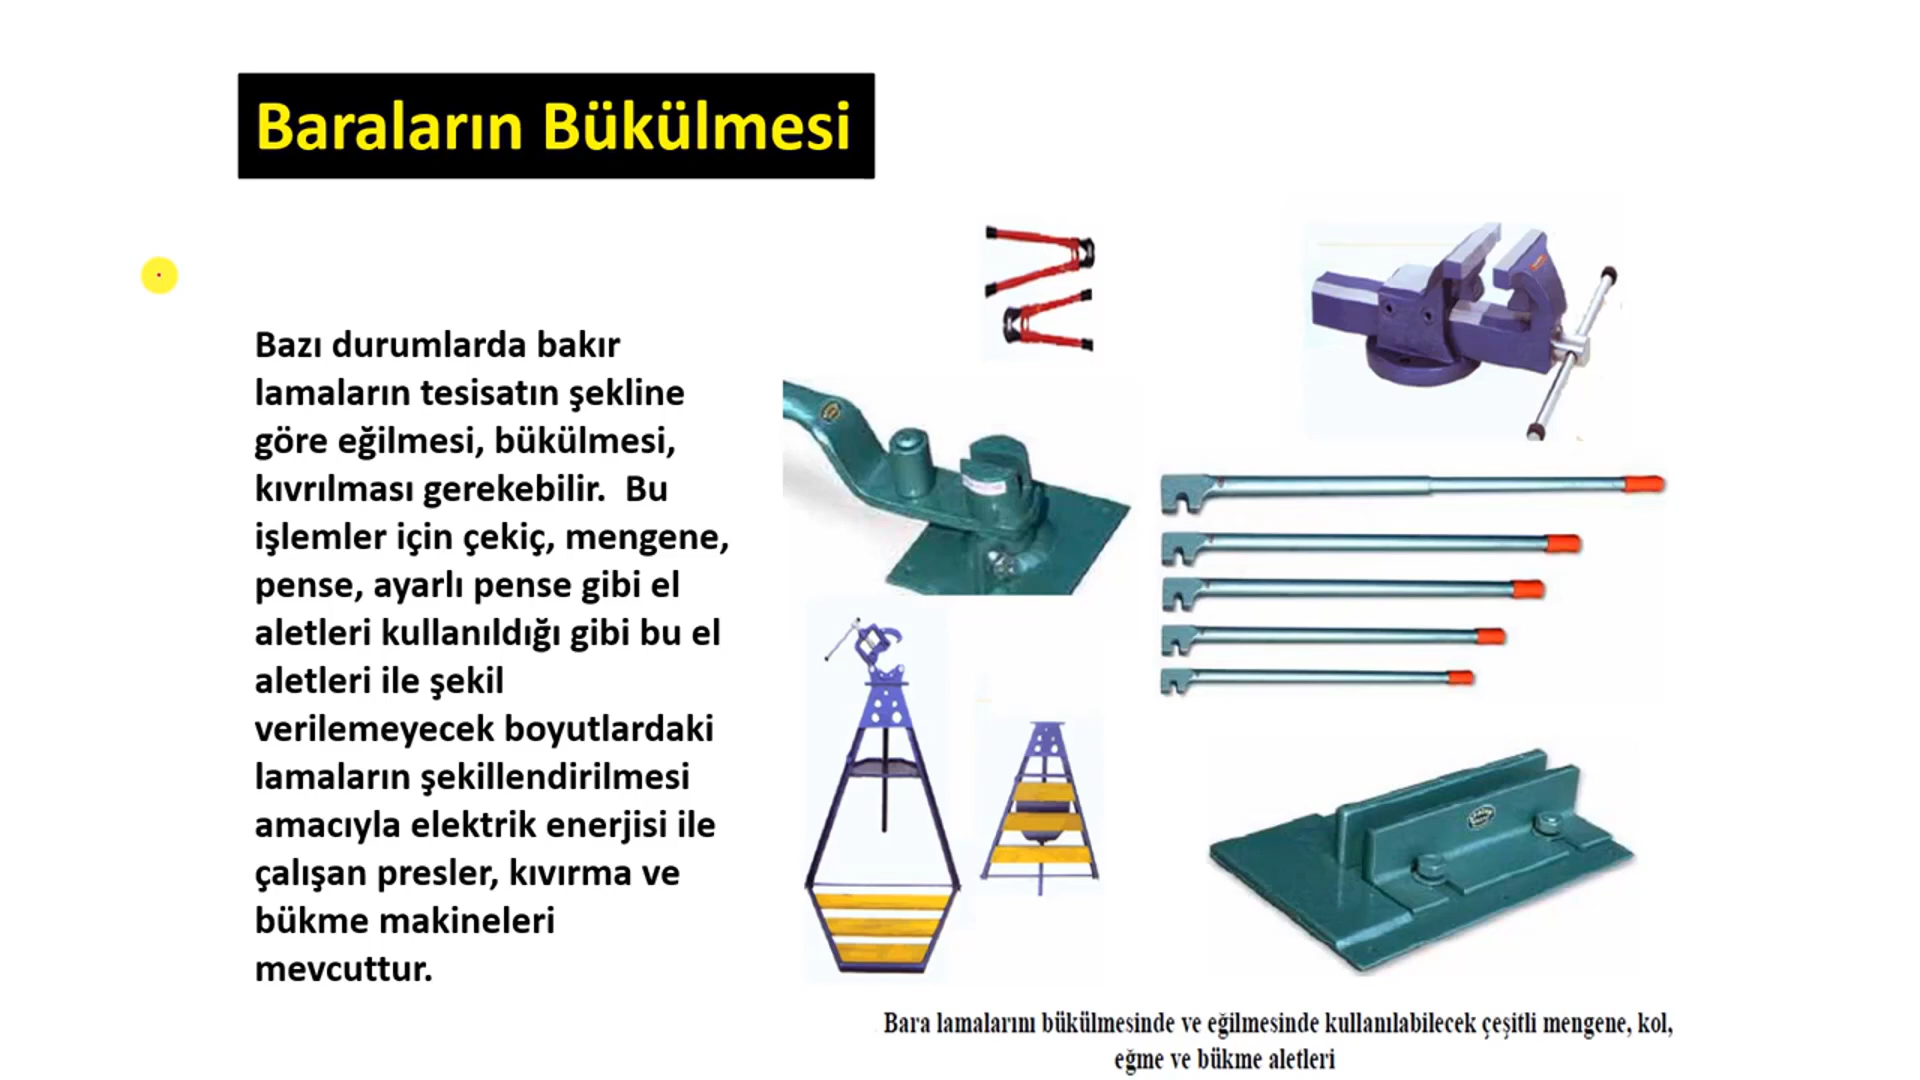 Baraların Bükülmesi
Bazı durumlarda bakır
lamaların tesisatın şekline
göre eğilmesi, bükülmesi,
kıvrılması gerekebilir.  Bu
işlemler için çekiç, mengene,
pense, ayarlı pense gibi el
aletleri kullanıldığı gibi bu el
aletleri ile şekil
verilemeyecek boyutlardaki
lamaların şekillendirilmesi
amacıyla elektrik enerjisi ile
çalışan presler, kıvırma ve
bükme makineleri
mevcuttur.
Bara lamalarını bükülmesinde ve eğilmesinde kullanılabilecek çeşitli mengene, kol,
eğme ve bükme aletleri